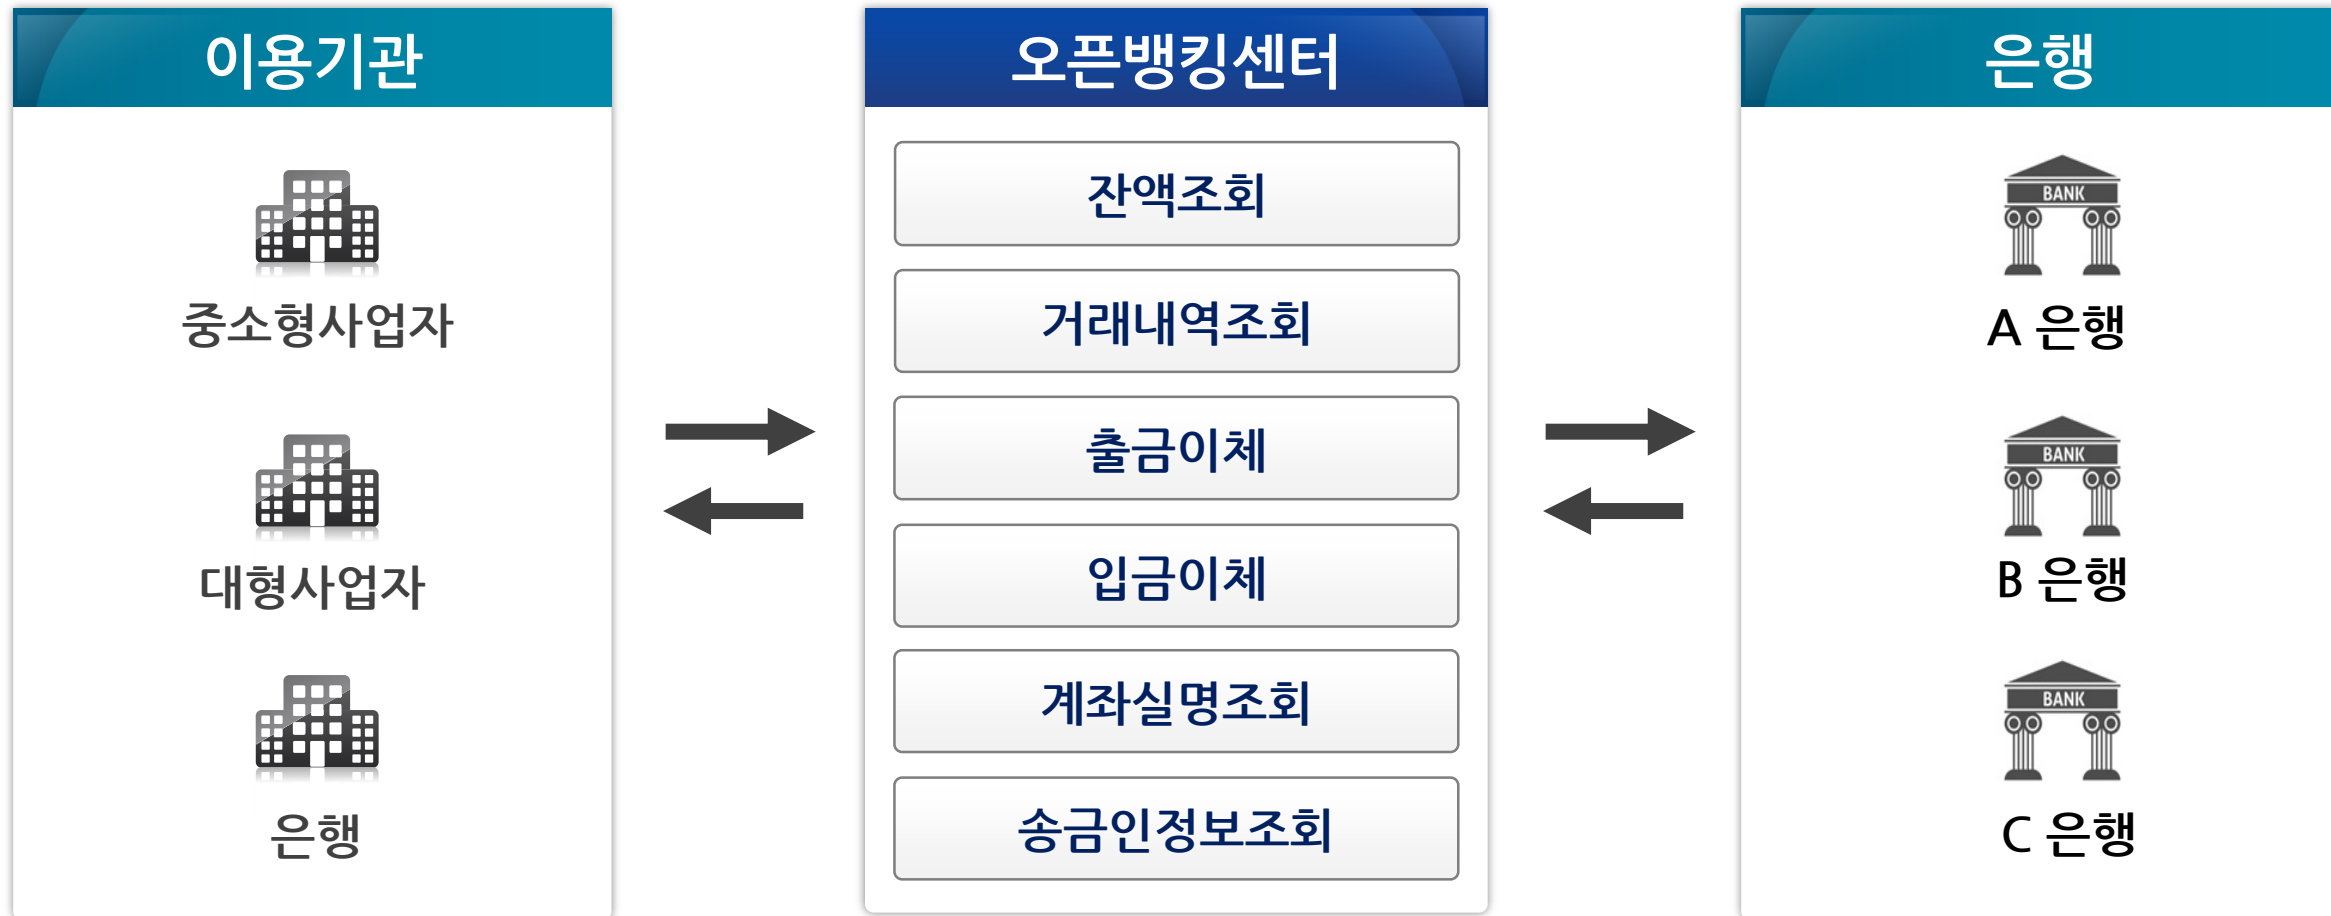 이용기관
중소형사업자
대형사업자
은행
오픈뱅킹센터
잔액조회
거래내역조회
출금이체
입금이체
계좌실명조회
송금인정보조회
은행
BANK
A 은행
BANK
B 은행
BANK
C 은행